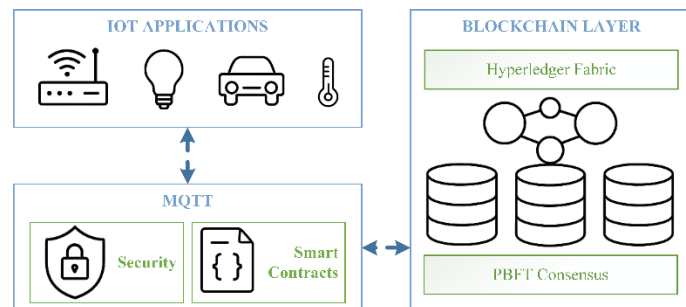 IOT APPLICATIONS
MQTT
Security
{ }
Smart
Contracts
BLOCKCHAIN LAYER
Hyperledger Fabric
PBFT Consensus